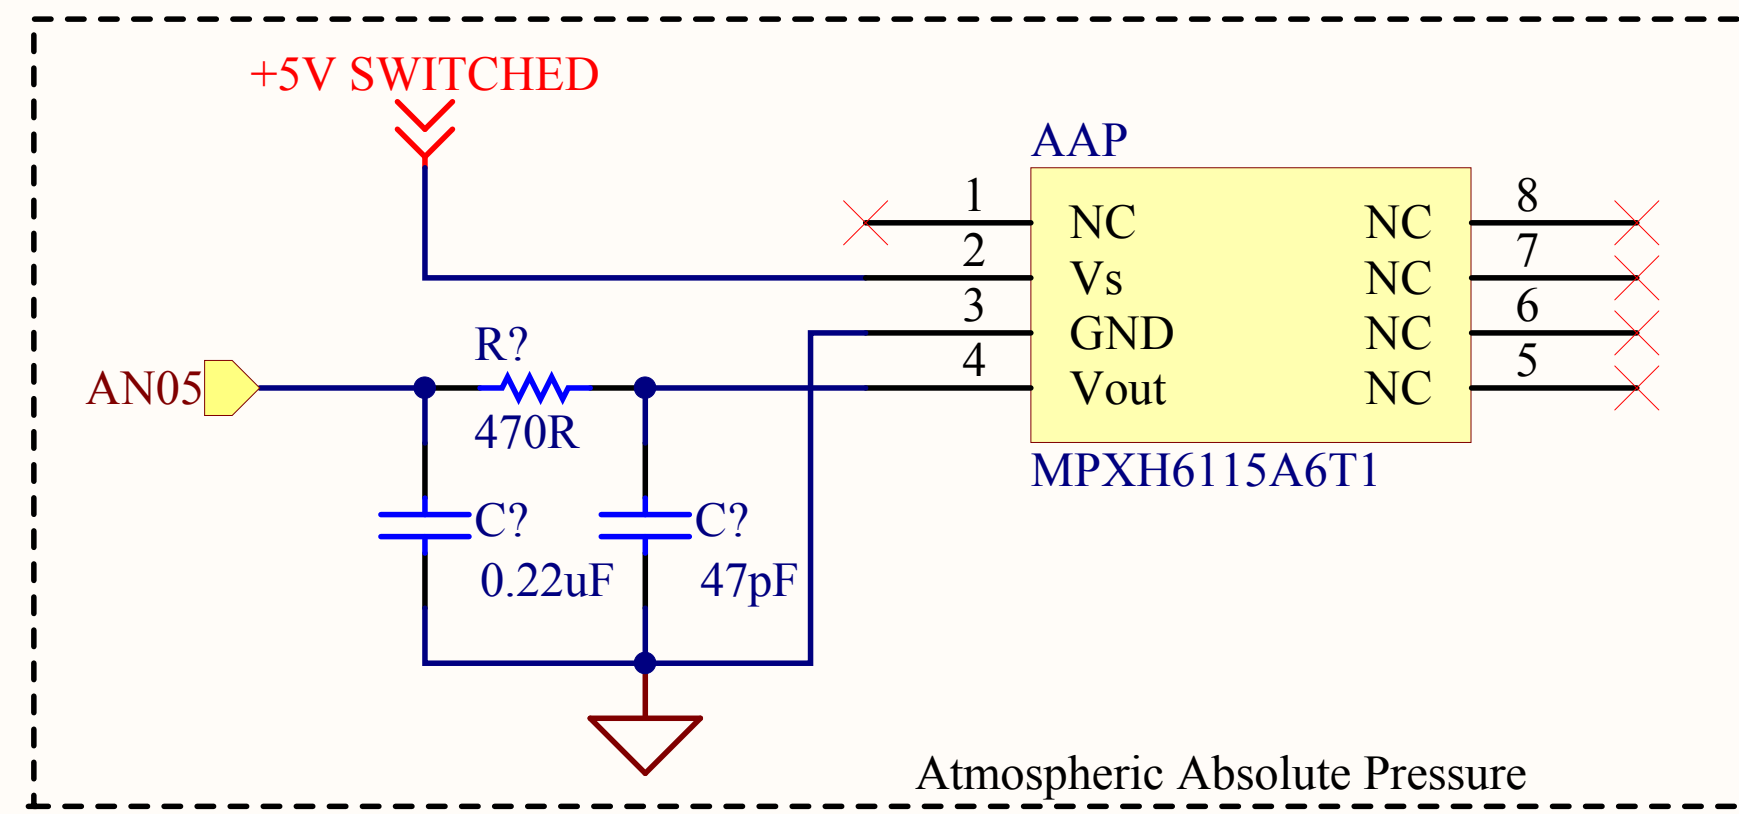 +5V SWITCHED
AAP
1 NC NC 8
2 Vs NC 7
3 GND NC 6
4 Vout NC 5
MPXH6115A6T1
AN05
R?
470R
C?
0.22uF
C?
47pF
Atmospheric Absolute Pressure